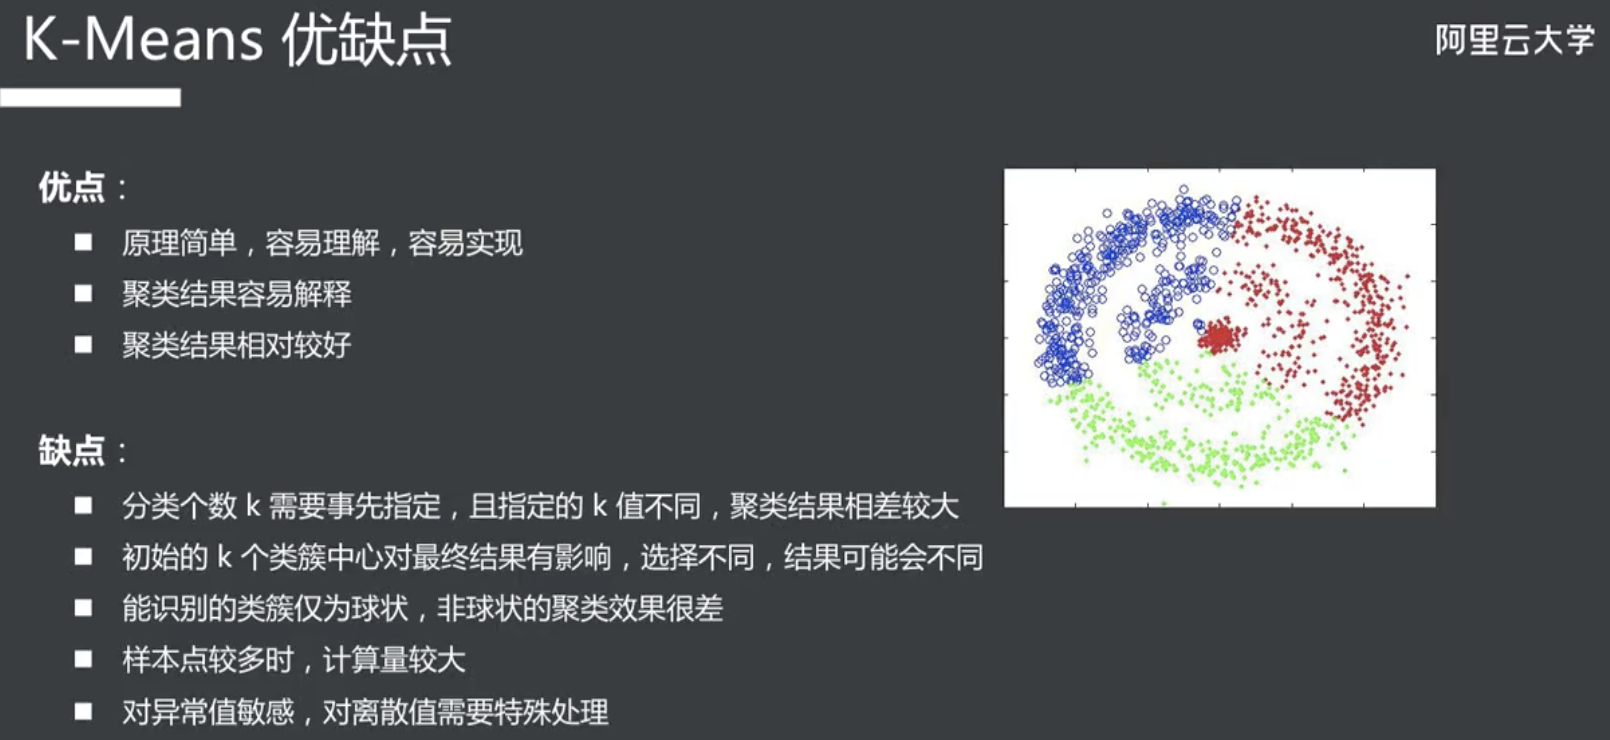 K-Means 优缺点
阿里云大学
优点：
原理简单，容易理解，容易实现
聚类结果容易解释
聚类结果相对较好
缺点：
分类个数 k 需要事先指定，且指定的 k 值不同，聚类结果相差较大
初始的 k 个类簇中心对最终结果有影响，选择不同，结果可能会不同
能识别的类簇仅为球状，非球状的聚类效果很差
样本点较多时，计算量较大
对异常值敏感，对离散值需要特殊处理